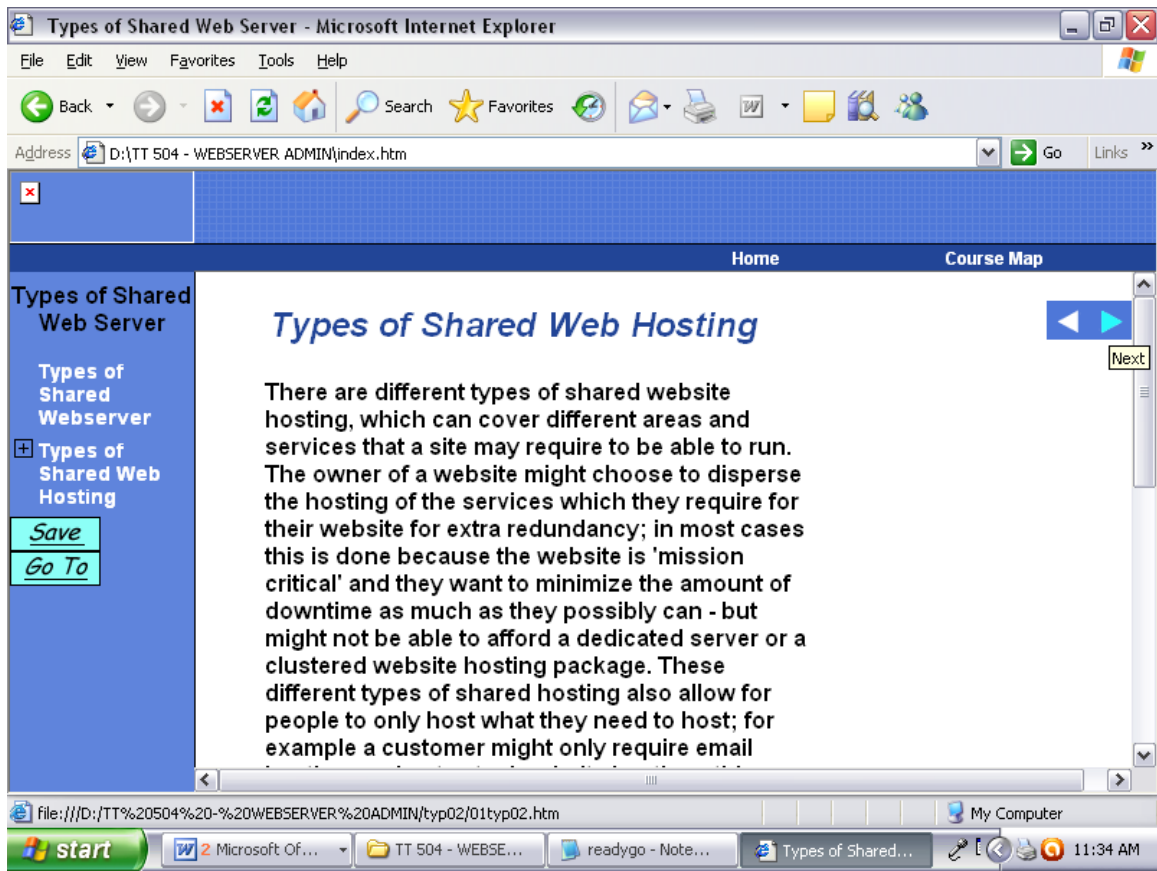 Types of Shared Web Server - Microsoft Internet Explorer
File Edit View Favorites Tools Help
Back Search Favorites
Address D:\TT 504 - WEBSERVER ADMIN\index.htm Go Links »
Home Course Map
Types of Shared
Web Server
Types of
Shared
Webserver
Types of
Shared Web
Hosting
Save
Go To
Types of Shared Web Hosting
Next
There are different types of shared website
hosting, which can cover different areas and
services that a site may require to be able to run.
The owner of a website might choose to disperse
the hosting of the services which they require for
their website for extra redundancy; in most cases
this is done because the website is 'mission
critical' and they want to minimize the amount of
downtime as much as they possibly can - but
might not be able to afford a dedicated server or a
clustered website hosting package. These
different types of shared hosting also allow for
people to only host what they need to host; for
example a customer might only require email
file:///D:/TT%20504%20-%20WEBSERVER%20ADMIN/typ02/01typ02.htm My Computer
start 2 Microsoft Of... TT 504 - WEBSE... readygo - Note... Types of Shared... 11:34 AM